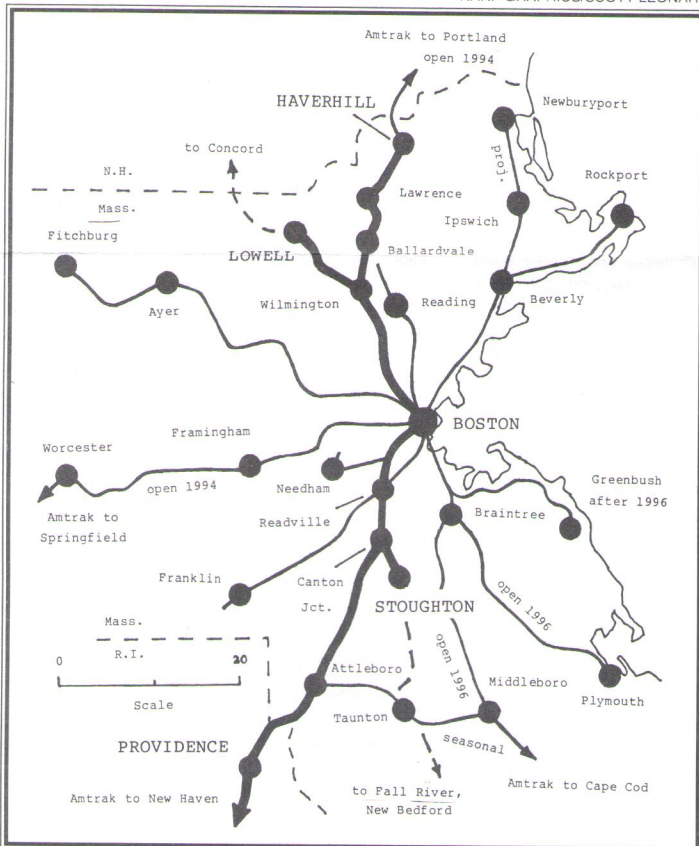 Amtrak to Portland
open 1994
HAVERHILL
Newburyport
to Concord
proj.
Rockport
N.H.
Mass.
Lawrence
Ipswich
Fitchburg
LOWELL
Ballardvale
Ayer
Wilmington
Reading
Beverly
BOSTON
Worcester
Framingham
open 1994
Needham
Greenbush
after 1996
Amtrak to
Springfield
Readville
Braintree
Franklin
Canton
Jct.
STOUGHTON
open 1996
Mass.
R.I.
0
20
Scale
Attleboro
open 1996
Middleboro
Plymouth
Taunton
seasonal
PROVIDENCE
Amtrak to New Haven
to Fall River,
New Bedford
Amtrak to Cape Cod